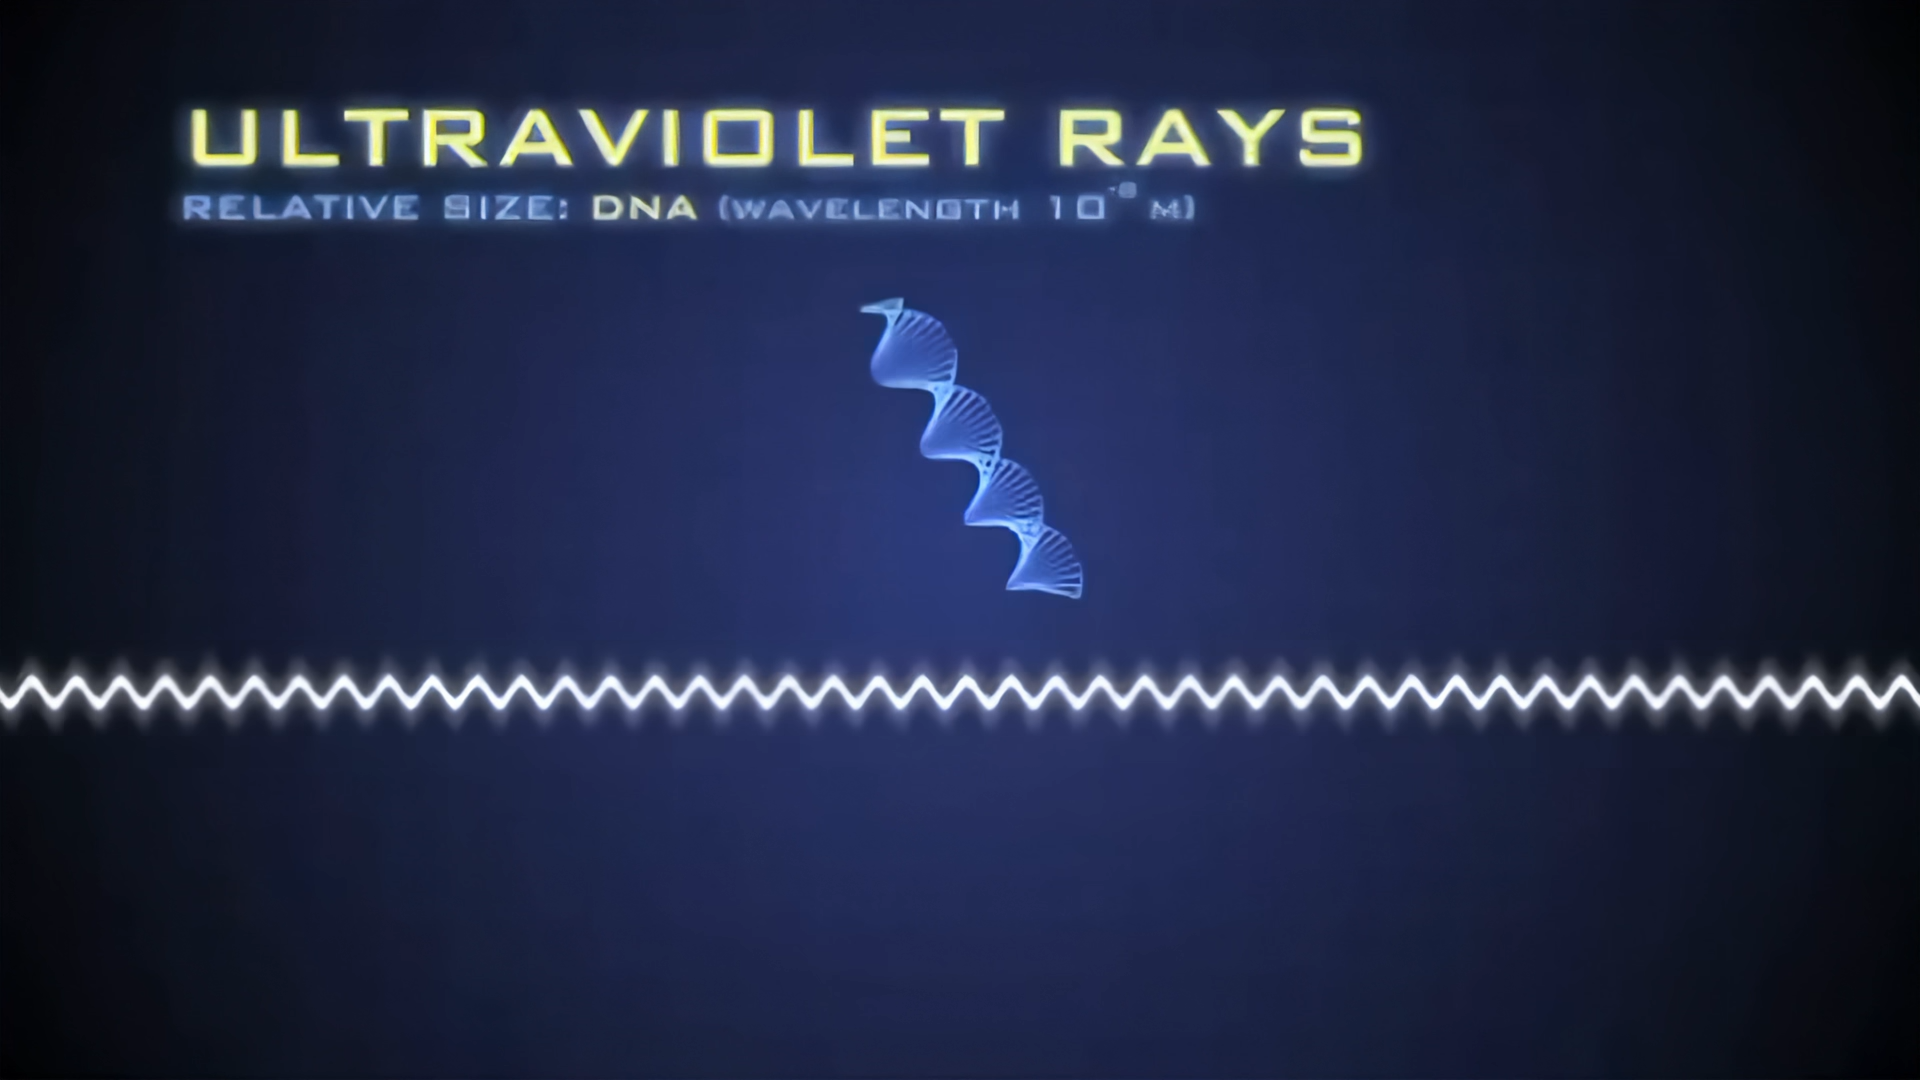 ULTRAVIOLET RAYS
RELATIVE SIZE: DNA (WAVELENGTH 10⁻⁸ M)